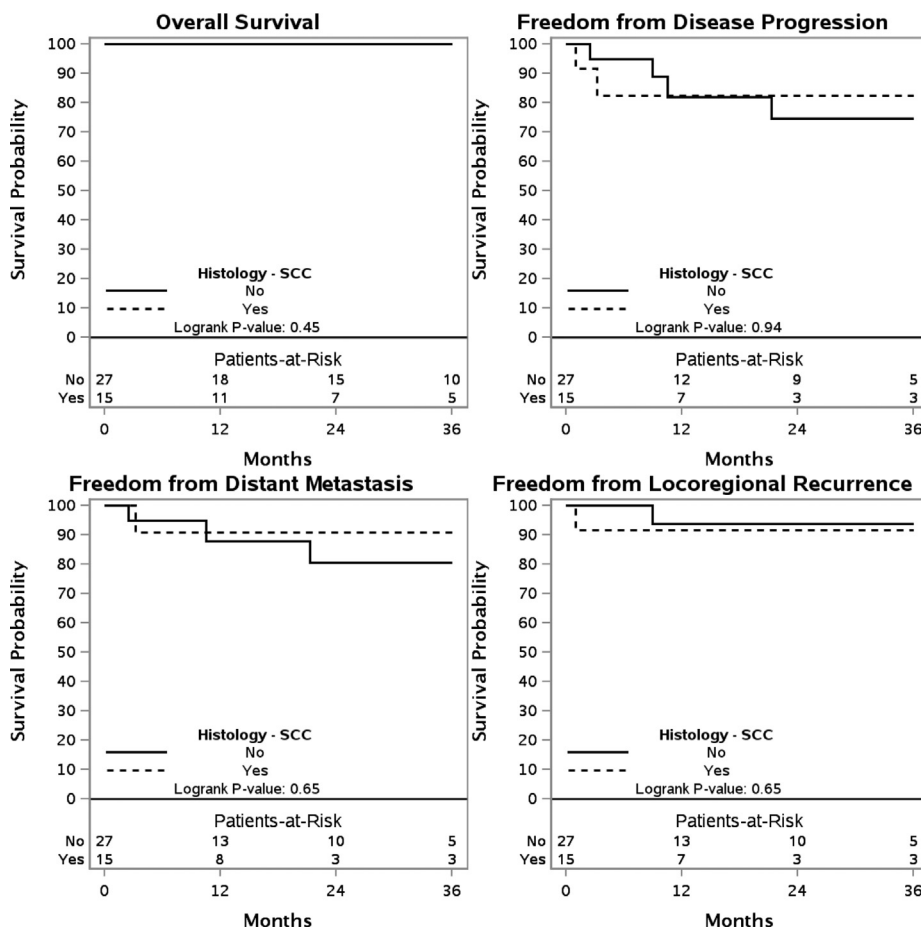 Overall Survival
Survival Probability
100
90
80
70
60
50
40
30
20
10
0
Histology - SCC
No
Yes
Logrank P-value: 0.45
Patients-at-Risk
No 27 18 15 10
Yes 15 11 7 5
0 12 24 36
Months
Freedom from Disease Progression
Survival Probability
100
90
80
70
60
50
40
30
20
10
0
Histology - SCC
No
Yes
Logrank P-value: 0.94
Patients-at-Risk
No 27 12 9 5
Yes 15 7 3 3
0 12 24 36
Months
Freedom from Distant Metastasis
Survival Probability
100
90
80
70
60
50
40
30
20
10
0
Histology - SCC
No
Yes
Logrank P-value: 0.65
Patients-at-Risk
No 27 13 10 5
Yes 15 8 3 3
0 12 24 36
Months
Freedom from Locoregional Recurrence
Survival Probability
100
90
80
70
60
50
40
30
20
10
0
Histology - SCC
No
Yes
Logrank P-value: 0.65
Patients-at-Risk
No 27 13 10 5
Yes 15 7 3 3
0 12 24 36
Months